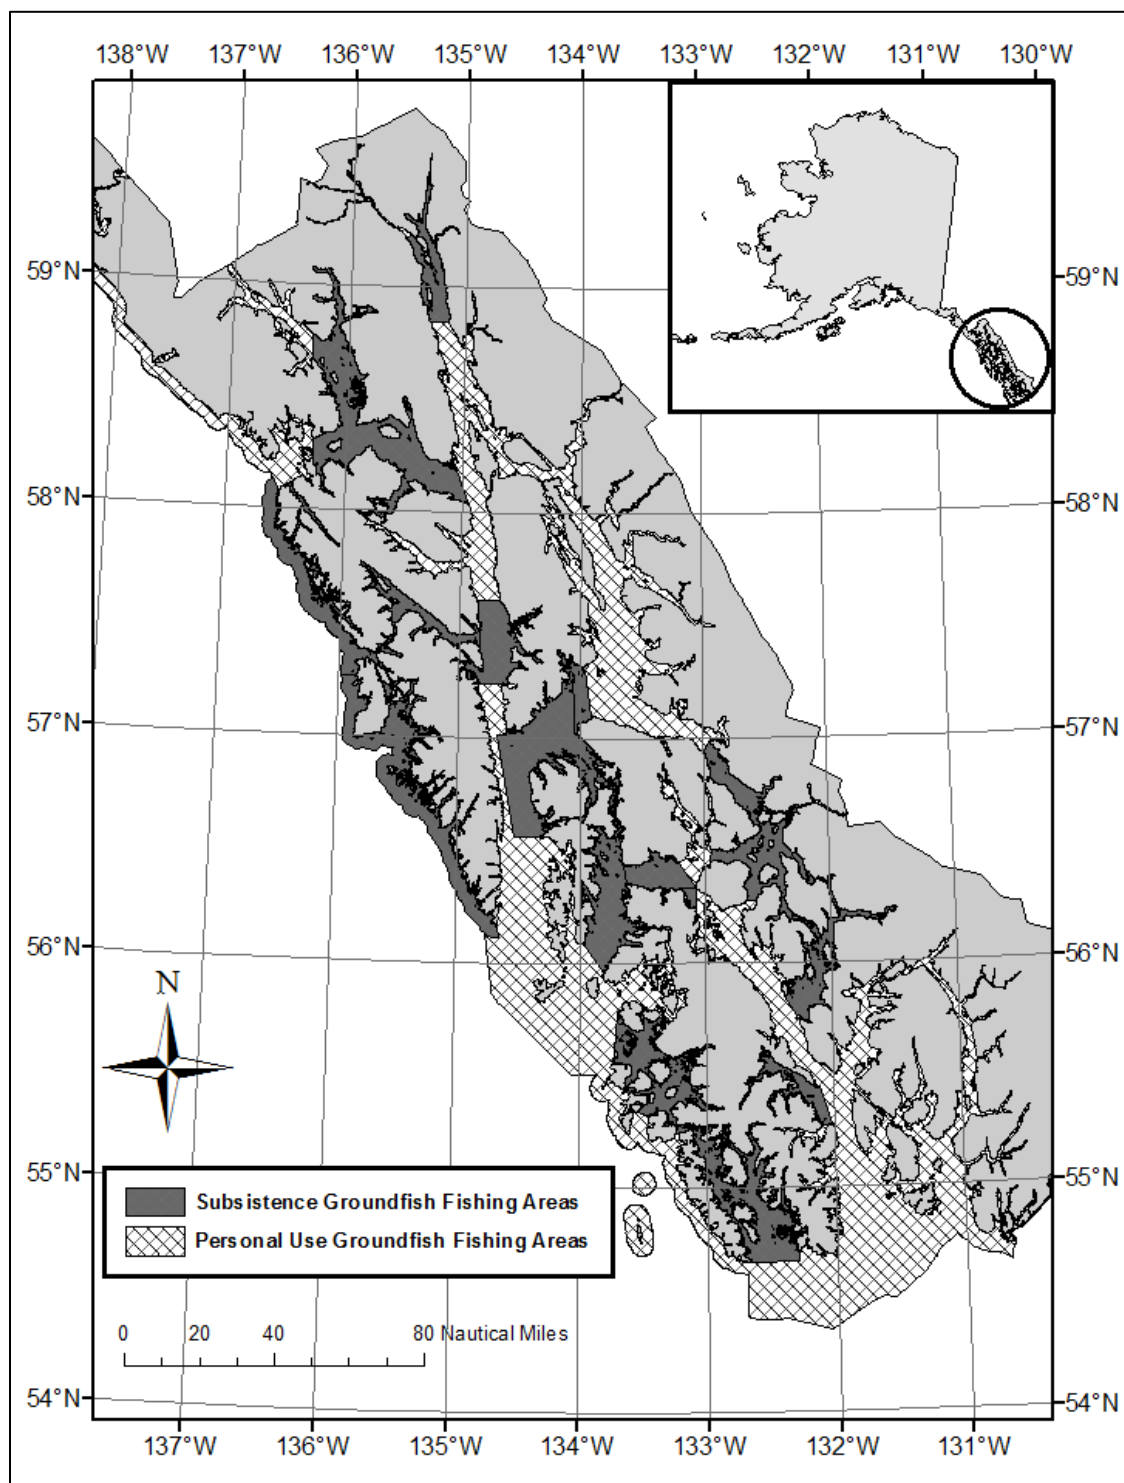 138°W 137°W 136°W 135°W 134°W 133°W 132°W 131°W 130°W
59°N 59°N
58°N 58°N
57°N 57°N
56°N 56°N
N
55°N 55°N
Subsistence Groundfish Fishing Areas
Personal Use Groundfish Fishing Areas
0 20 40 80 Nautical Miles
54°N 54°N
137°W 136°W 135°W 134°W 133°W 132°W 131°W